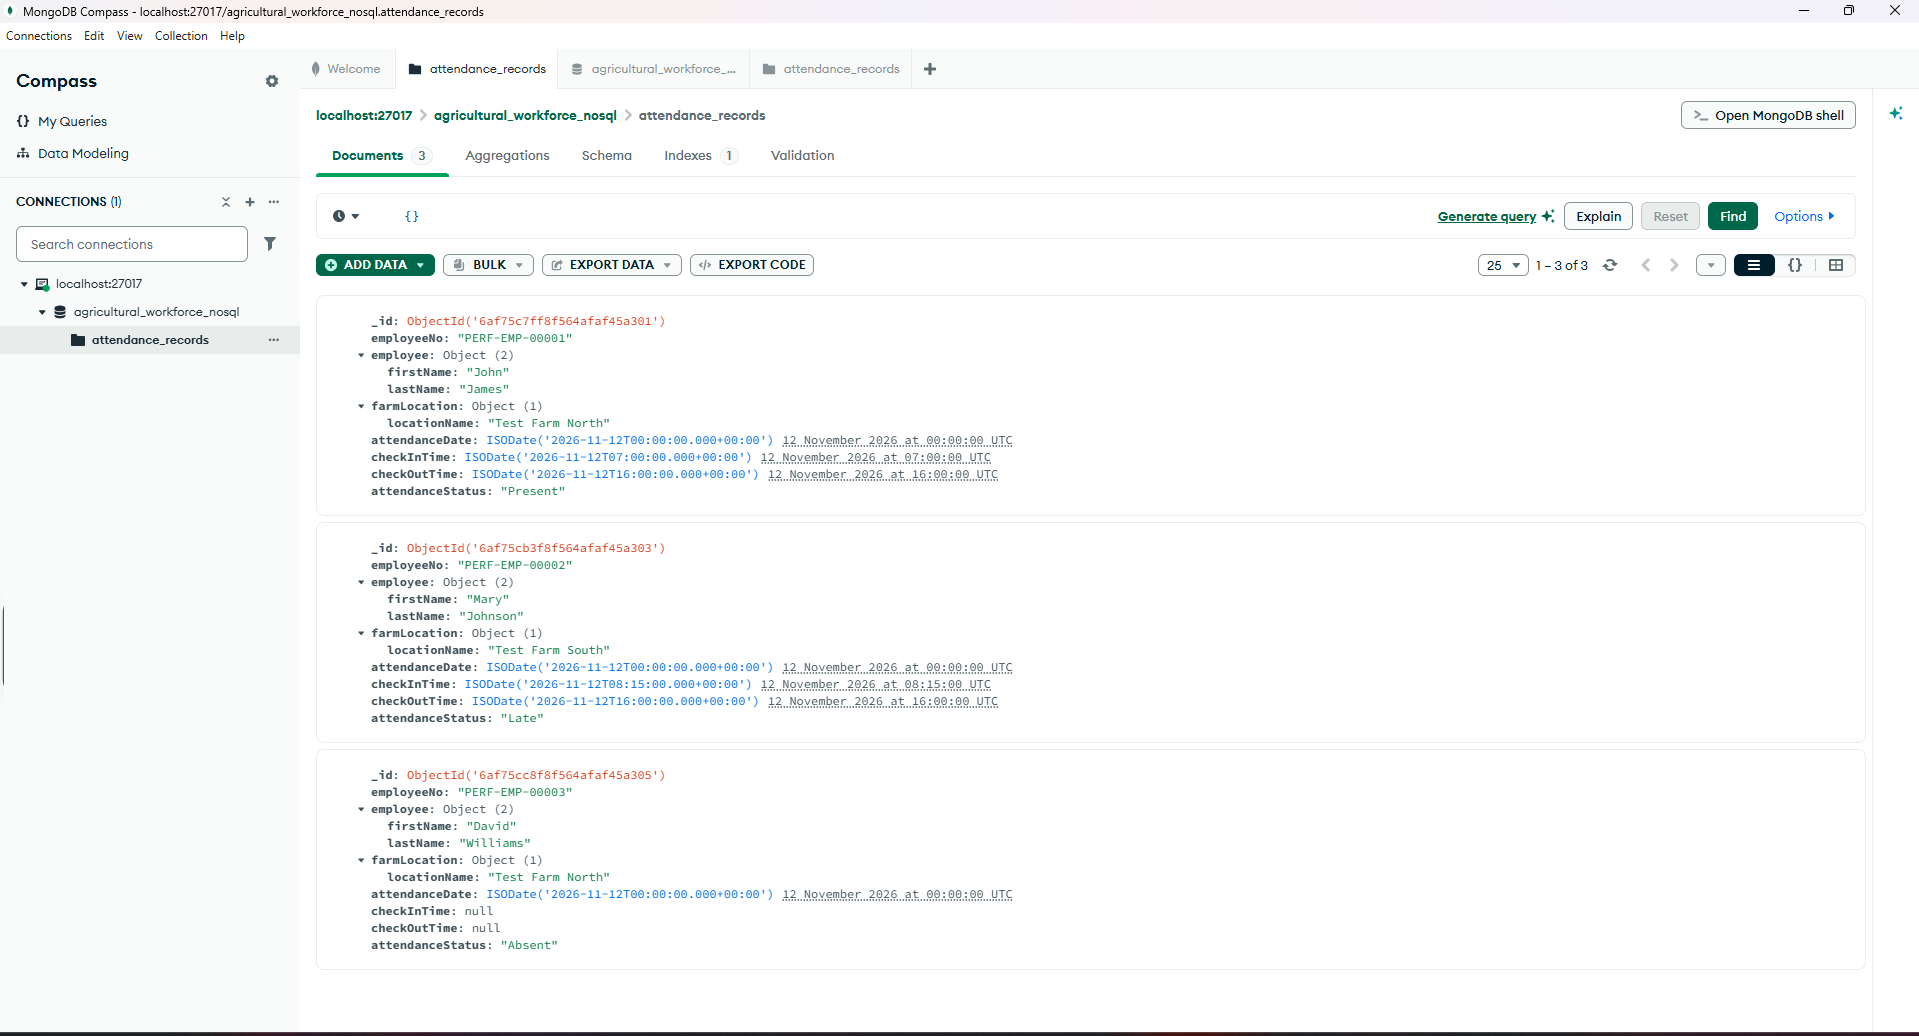 MongoDB Compass - localhost:27017/agricultural_workforce_nosql.attendance_records
Connections Edit View Collection Help
Compass
My Queries
Data Modeling
CONNECTIONS (1)
Search connections
localhost:27017
agricultural_workforce_nosql
attendance_records
Welcome attendance_records agricultural_workforce_... attendance_records
localhost:27017 > agricultural_workforce_nosql > attendance_records
>_ Open MongoDB shell
Documents 3 Aggregations Schema Indexes 1 Validation
{} Generate query Explain Reset Find Options
ADD DATA BULK EXPORT DATA </> EXPORT CODE 25 1 – 3 of 3 {}
_id: ObjectId('6af75c7ff8f564afaf45a301')
employeeNo: "PERF-EMP-00001"
employee: Object (2)
firstName: "John"
lastName: "James"
farmLocation: Object (1)
locationName: "Test Farm North"
attendanceDate: ISODate('2026-11-12T00:00:00.000+00:00') 12 November 2026 at 00:00:00 UTC
checkInTime: ISODate('2026-11-12T07:00:00.000+00:00') 12 November 2026 at 07:00:00 UTC
checkOutTime: ISODate('2026-11-12T16:00:00.000+00:00') 12 November 2026 at 16:00:00 UTC
attendanceStatus: "Present"
_id: ObjectId('6af75cb3f8f564afaf45a303')
employeeNo: "PERF-EMP-00002"
employee: Object (2)
firstName: "Mary"
lastName: "Johnson"
farmLocation: Object (1)
locationName: "Test Farm South"
attendanceDate: ISODate('2026-11-12T00:00:00.000+00:00') 12 November 2026 at 00:00:00 UTC
checkInTime: ISODate('2026-11-12T08:15:00.000+00:00') 12 November 2026 at 08:15:00 UTC
checkOutTime: ISODate('2026-11-12T16:00:00.000+00:00') 12 November 2026 at 16:00:00 UTC
attendanceStatus: "Late"
_id: ObjectId('6af75cc8f8f564afaf45a305')
employeeNo: "PERF-EMP-00003"
employee: Object (2)
firstName: "David"
lastName: "Williams"
farmLocation: Object (1)
locationName: "Test Farm North"
attendanceDate: ISODate('2026-11-12T00:00:00.000+00:00') 12 November 2026 at 00:00:00 UTC
checkInTime: null
checkOutTime: null
attendanceStatus: "Absent"